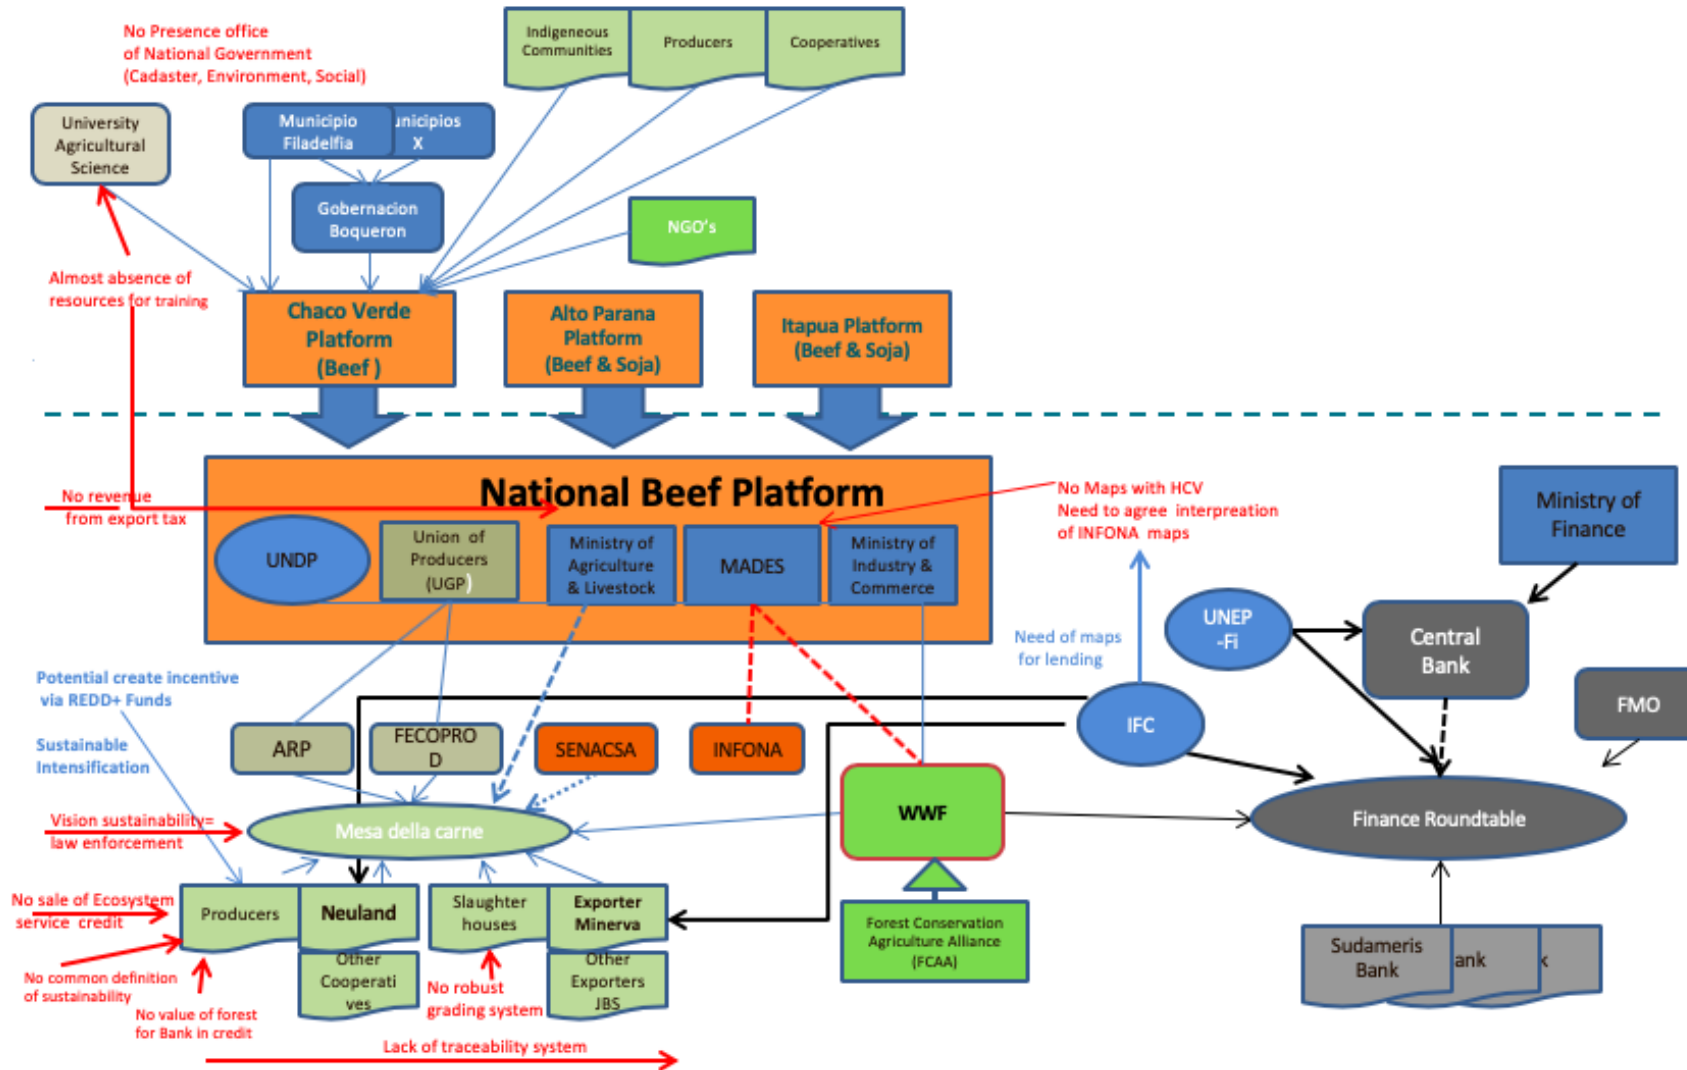 No Presence office
of National Government
(Cadaster, Environment, Social)
Indigeneous
Communities
Producers
Cooperatives
University
Agricultural
Science
Municipio
Filadelfia
unicipios
X
Gobernacion
Boqueron
NGO's
Almost absence of
resources for training
Chaco Verde
Platform
(Beef )
Alto Parana
Platform
(Beef & Soja)
Itapua Platform
(Beef & Soja)
National Beef Platform
No revenue
from export tax
UNDP
Union of
Producers
(UGP)
Ministry of
Agriculture
& Livestock
MADES
Ministry of
Industry &
Commerce
No Maps with HCV
Need to agree interpreation
of INFONA maps
Ministry of
Finance
UNEP
-Fi
Central
Bank
Need of maps
for lending
FMO
IFC
Potential create incentive
via REDD+ Funds
Sustainable
Intensification
ARP
FECOPRO
D
SENACSA
INFONA
WWF
Finance Roundtable
Vision sustainability=
law enforcement
Mesa della carne
No sale of Ecosystem
service credit
Producers
Neuland
Slaughter
houses
Exporter
Minerva
Forest Conservation
Agriculture Alliance
(FCAA)
Sudameris
Bank
ank
k
Other
Cooperati
ves
Other
Exporters
JBS
No common definition
of sustainability
No value of forest
for Bank in credit
No robust
grading system
Lack of traceability system